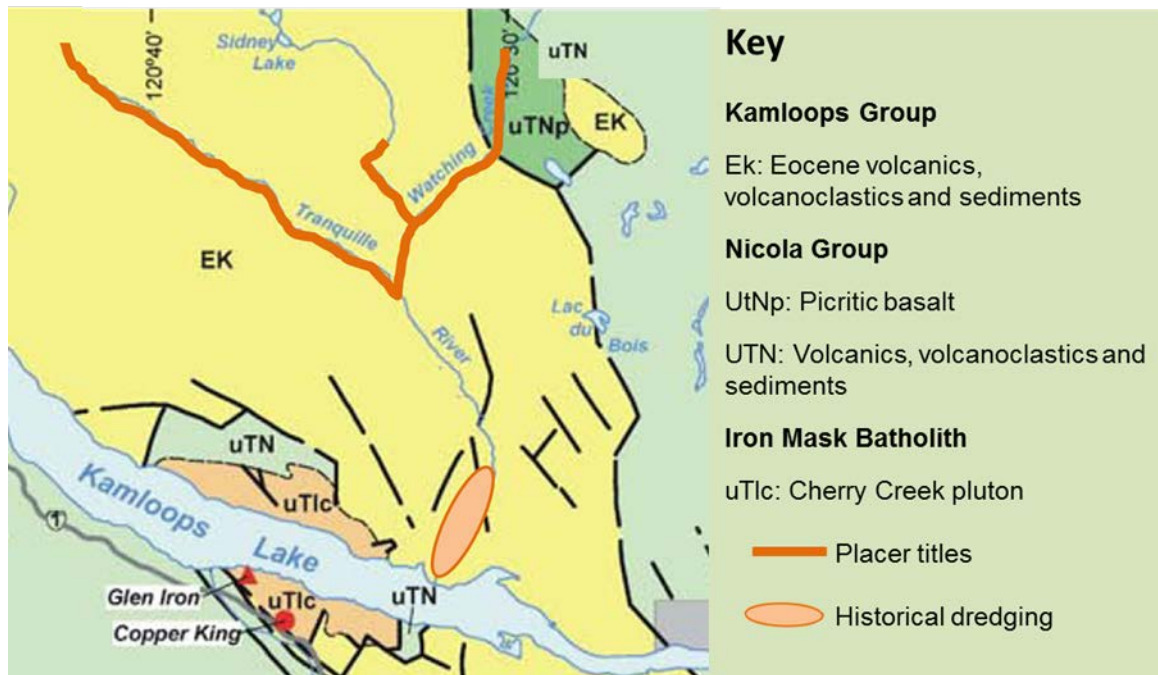 Sidney
Lake
120°40'
Watching
Creek
120°30'
uTN
uTNp
EK
Tranquille
River
EK
Lac
du
Bois
uTN
uTlc
Kamloops
Lake
1
Glen Iron
Copper King
uTlc
uTN
Key
Kamloops Group
Ek: Eocene volcanics,
volcanoclastics and sediments
Nicola Group
UtNp: Picritic basalt
UTN: Volcanics, volcanoclastics and
sediments
Iron Mask Batholith
uTlc: Cherry Creek pluton
Placer titles
Historical dredging